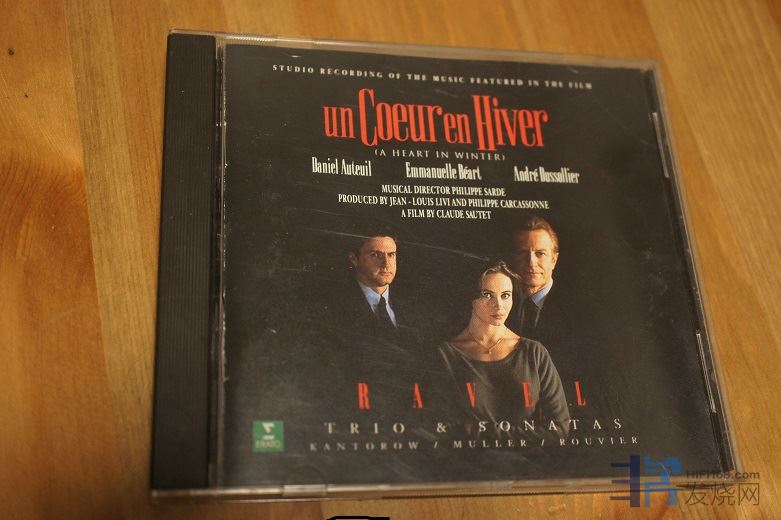 STUDIO RECORDING OF THE MUSIC FEATURED IN THE FILM
un Coeur en Hiver
(A HEART IN WINTER)
Daniel Auteuil Emmanuelle Béart André Dussollier
MUSICAL DIRECTOR PHILIPPE SARDE
PRODUCED BY JEAN - LOUIS LIVI AND PHILIPPE CARCASSONNE
A FILM BY CLAUDE SAUTET
RAVEL
TRIO & SONATAS
KANTOROW / MULLER / ROUVIER
ERATO
HIFI168.com
发烧网